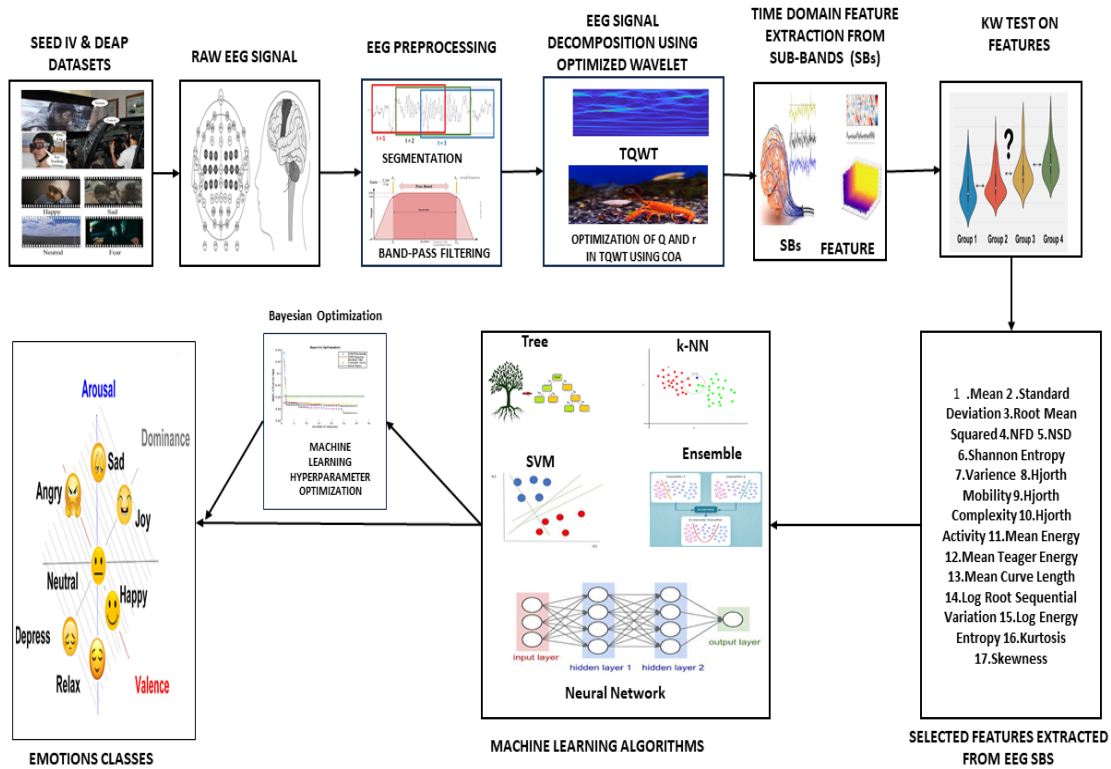 SEED IV & DEAP
DATASETS
RAW EEG SIGNAL
EEG PREPROCESSING
EEG SIGNAL
DECOMPOSITION USING
OPTIMIZED WAVELET
TIME DOMAIN FEATURE
EXTRACTION FROM
SUB-BANDS (SBs)
KW TEST ON
FEATURES
Happy
Sad
Neutral
Fear
t+1
t+2
t+3
SEGMENTATION
Pass Band
BAND-PASS FILTERING
TQWT
OPTIMIZATION OF Q AND r
IN TQWT USING COA
SBs
FEATURE
?
Group 1
Group 2
Group 3
Group 4
1 .Mean 2 .Standard
Deviation 3.Root Mean
Squared 4.NFD 5.NSD
6.Shannon Entropy
7.Varience 8.Hjorth
Mobility 9.Hjorth
Complexity 10.Hjorth
Activity 11.Mean Energy
12.Mean Teager Energy
13.Mean Curve Length
14.Log Root Sequential
Variation 15.Log Energy
Entropy 16.Kurtosis
17.Skewness
SELECTED FEATURES EXTRACTED
FROM EEG SBS
Tree
k-NN
SVM
Ensemble
input layer
hidden layer 1
hidden layer 2
output layer
Neural Network
MACHINE LEARNING ALGORITHMS
Bayesian Optimization
MACHINE
LEARNING
HYPERPARAMETER
OPTIMIZATION
Arousal
Dominance
Sad
Angry
Joy
Neutral
Happy
Depress
Relax
Valence
EMOTIONS CLASSES